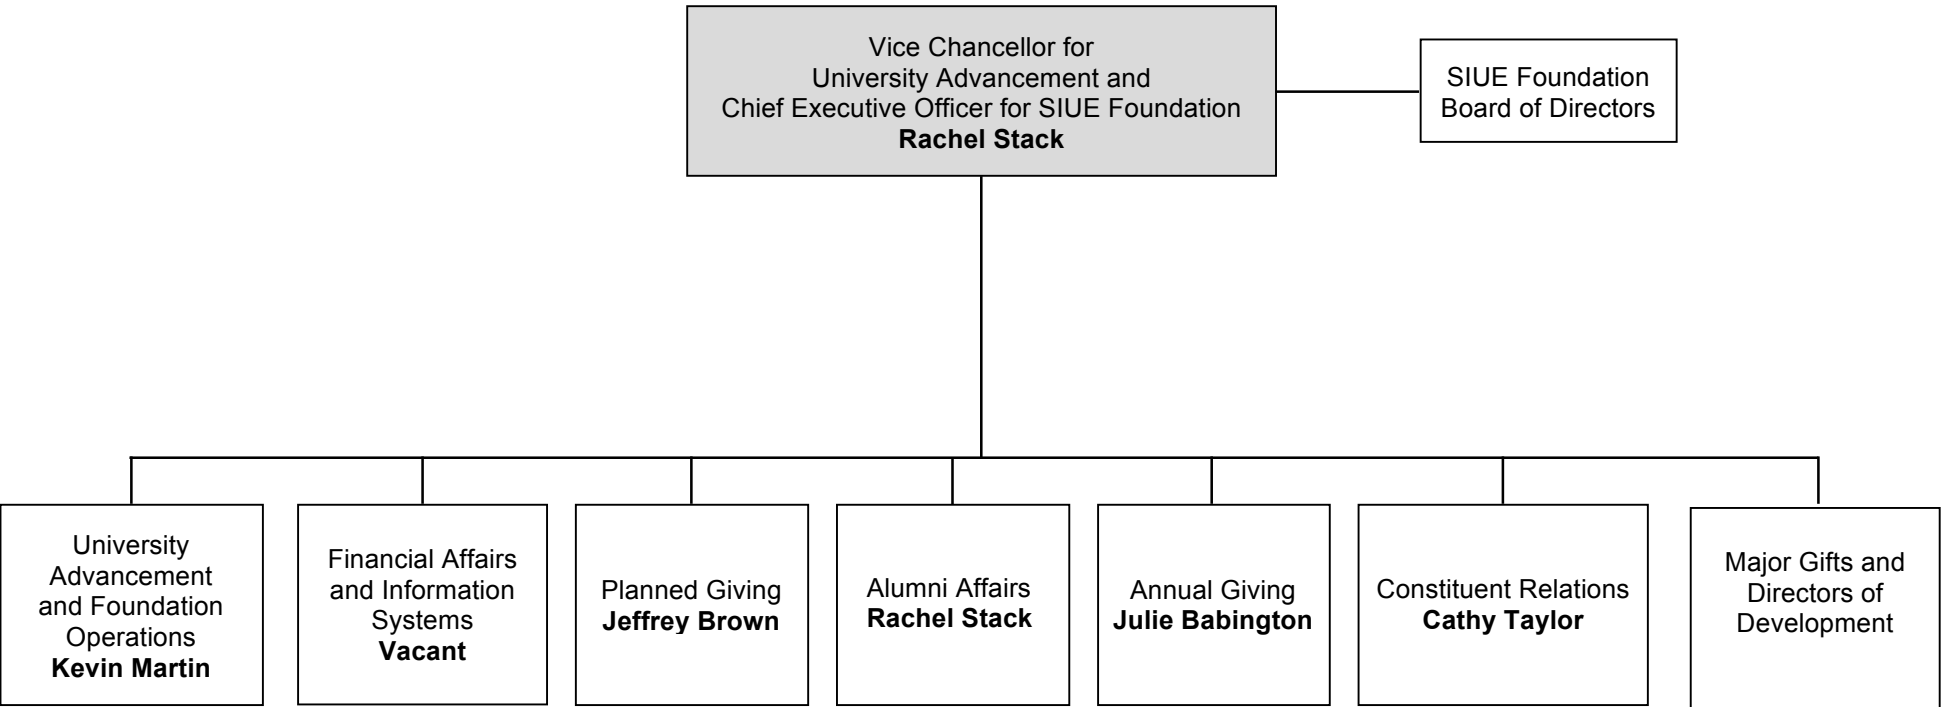 Vice Chancellor for
University Advancement and
Chief Executive Officer for SIUE Foundation
Rachel Stack
SIUE Foundation
Board of Directors
University
Advancement
and Foundation
Operations
Kevin Martin
Financial Affairs
and Information
Systems
Vacant
Planned Giving
Jeffrey Brown
Alumni Affairs
Rachel Stack
Annual Giving
Julie Babington
Constituent Relations
Cathy Taylor
Major Gifts and
Directors of
Development